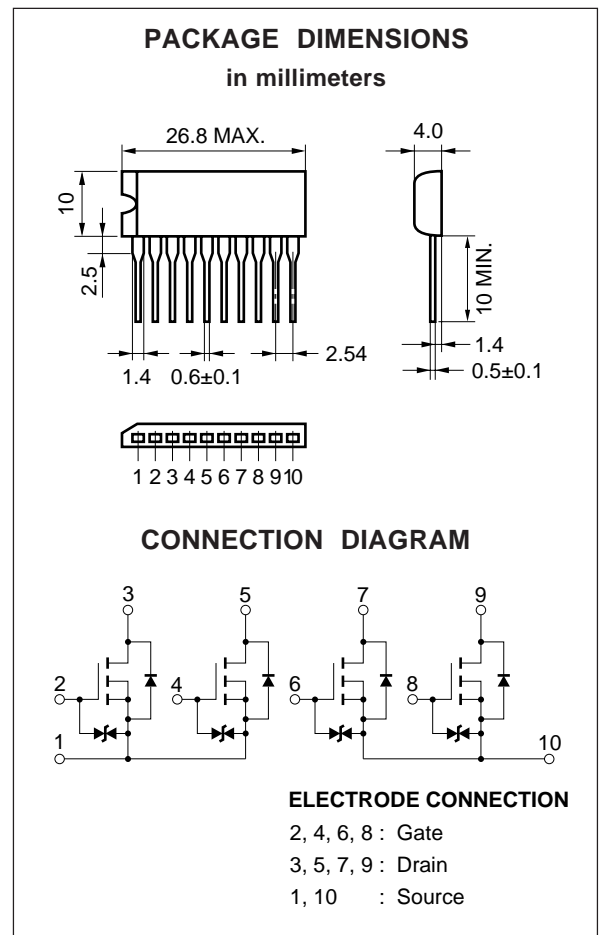 PACKAGE DIMENSIONS
in millimeters
26.8 MAX.
4.0
10
2.5
10 MIN.
2.54
1.4
1.4 0.6±0.1
0.5±0.1
1 2 3 4 5 6 7 8 9 10
CONNECTION DIAGRAM
3 5 7 9
2 4 6 8
1 10
ELECTRODE CONNECTION
2, 4, 6, 8 : Gate
3, 5, 7, 9 : Drain
1, 10 : Source